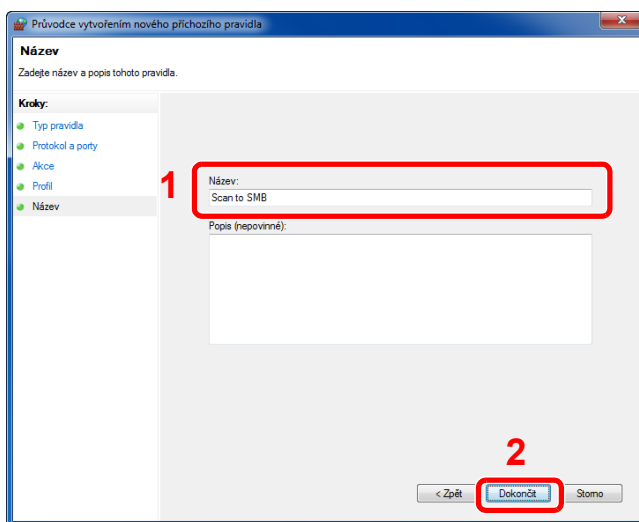 Průvodce vytvořením nového příchozího pravidla
Název
Zadejte název a popis tohoto pravidla.
Kroky:
Typ pravidla
Protokol a porty
Akce
Profil
Název
1
Název:
Scan to SMB
Popis (nepovinné):
2
< Zpět
Dokončit
Stomo